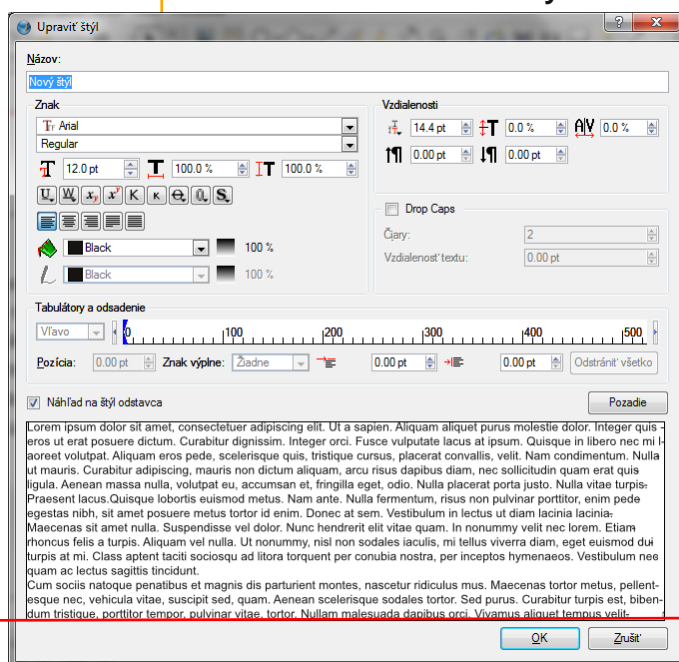 Upraviť štýl
Názov:
Nový štýl
Znak
Arial
Regular
12.0 pt 100.0 % 100.0 %
Black 100 %
Black 100 %
Vzdialenosti
14.4 pt 0.0 % 0.0 %
0.00 pt 0.00 pt
Drop Caps
Čiary: 2
Vzdialenosť textu: 0.00 pt
Tabulátory a odsadenie
Vľavo 0 100 200 300 400 500
Pozícia: 0.00 pt Znak výplne: Žiadne 0.00 pt 0.00 pt Odstrániť všetko
Náhľad na štýl odstavca Pozadie
Lorem ipsum dolor sit amet, consectetuer adipiscing elit. Ut a sapien. Aliquam aliquet purus molestie dolor. Integer quis
eros ut erat posuere dictum. Curabitur dignissim. Integer orci. Fusce vulputate lacus at ipsum. Quisque in libero nec mi l-
aoreet volutpat. Aliquam eros pede, scelerisque quis, tristique cursus, placerat convallis, velit. Nam condimentum. Nulla
ut mauris. Curabitur adipiscing, mauris non dictum aliquam, arcu risus dapibus diam, nec sollicitudin quam erat quis
ligula. Aenean massa nulla, volutpat eu, accumsan et, fringilla eget, odio. Nulla placerat porta justo. Nulla vitae turpis.
Praesent lacus.Quisque lobortis euismod metus. Nam ante. Nulla fermentum, risus non pulvinar porttitor, enim pede
egestas nibh, sit amet posuere metus tortor id enim. Donec at sem. Vestibulum in lectus ut diam lacinia lacinia.
Maecenas sit amet nulla. Suspendisse vel dolor. Nunc hendrerit elit vitae quam. In nonummy velit nec lorem. Etiam
rhoncus felis a turpis. Aliquam vel nulla. Ut nonummy, nisl non sodales iaculis, mi tellus viverra diam, eget euismod dui
turpis at mi. Class aptent taciti sociosqu ad litora torquent per conubia nostra, per inceptos hymenaeos. Vestibulum nec
quam ac lectus sagittis tincidunt.
Cum sociis natoque penatibus et magnis dis parturient montes, nascetur ridiculus mus. Maecenas tortor metus, pellent-
esque nec, vehicula vitae, suscipit sed, quam. Aenean scelerisque sodales tortor. Sed purus. Curabitur turpis est, biben-
dum tristique, porttitor tempor, pulvinar vitae, tortor. Nullam malesuada dapibus orci. Vivamus aliquet tempus velit.
OK Zrušiť